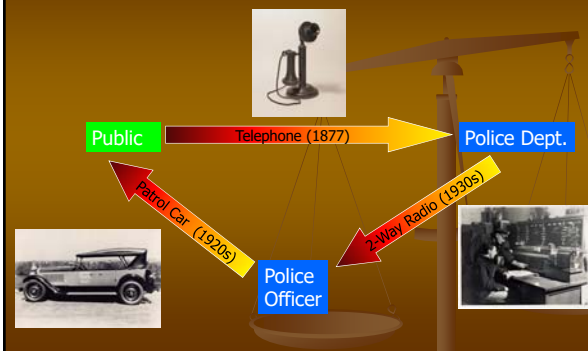 Public
Telephone (1877)
Police Dept.
Patrol Car (1920s)
2-Way Radio (1930s)
Police
Officer